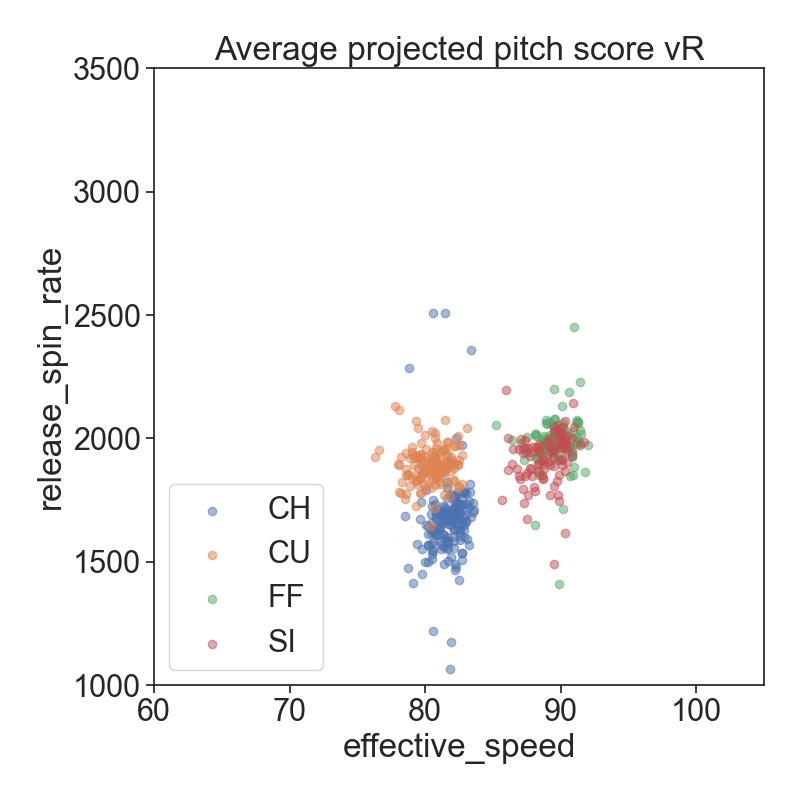 Average projected pitch score vR
3500
3000
2500
2000
1500
1000
release_spin_rate
CH
CU
FF
SI
60
70
80
90
100
effective_speed